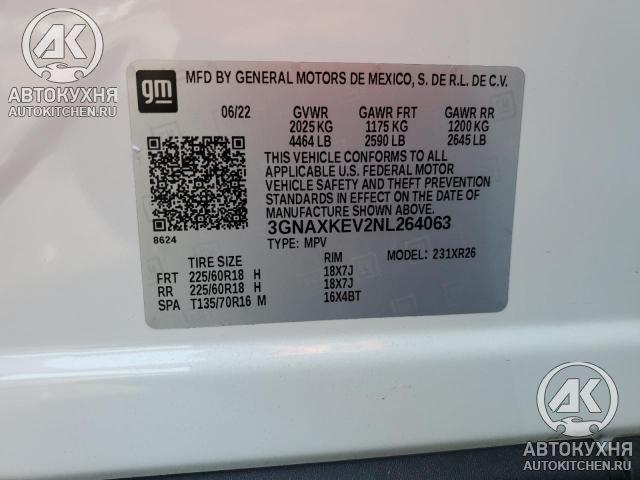 gm
MFD BY GENERAL MOTORS DE MEXICO, S. DE R.L. DE C.V.
06/22 GVWR GAWR FRT GAWR RR
2025 KG 1175 KG 1200 KG
4464 LB 2590 LB 2645 LB
THIS VEHICLE CONFORMS TO ALL
APPLICABLE U.S. FEDERAL MOTOR
VEHICLE SAFETY AND THEFT PREVENTION
STANDARDS IN EFFECT ON THE DATE OF
MANUFACTURE SHOWN ABOVE.
3GNAXKEV2NL264063
8624
TYPE: MPV
TIRE SIZE RIM MODEL: 231XR26
FRT 225/60R18 H 18X7J
RR 225/60R18 H 18X7J
SPA T135/70R16 M 16X4BT
АК
АВТОКУХНЯ
AUTOKITCHEN.RU
АК
АВТОКУХНЯ
AUTOKITCHEN.RU
АК
АВТОКУХНЯ
AUTOKITCHEN.RU